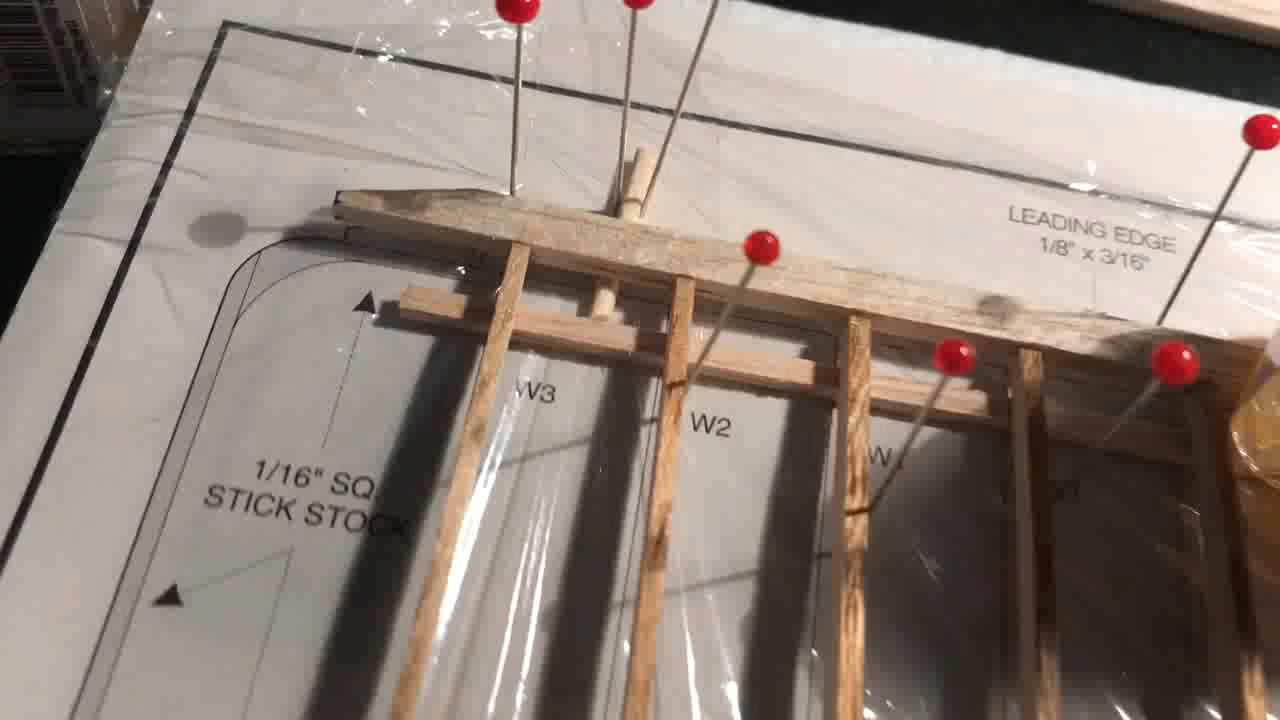 LEADING EDGE
1/8" x 3/16"
W3
W2
1/16" SQ
STICK STOCK